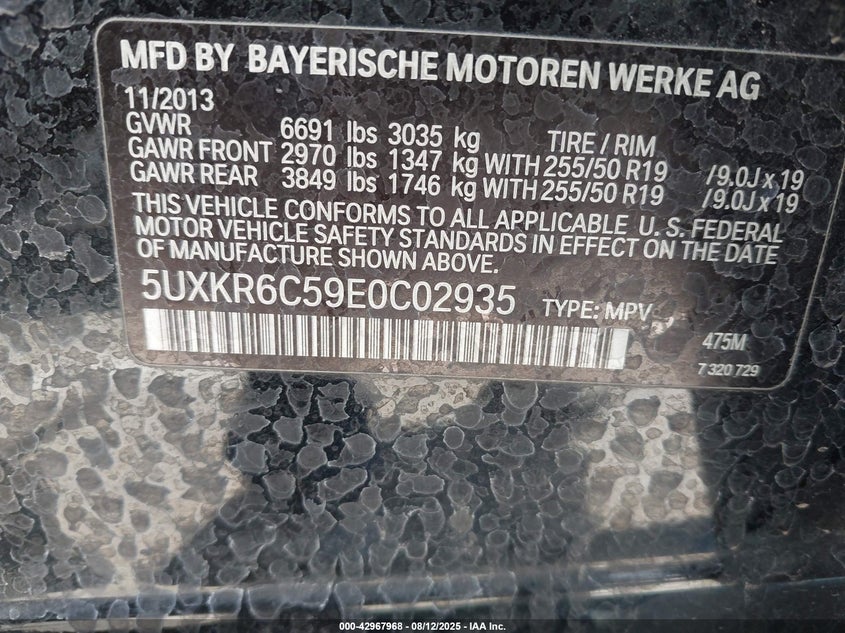 MFD BY BAYERISCHE MOTOREN WERKE AG
11/2013
GVWR 6691 lbs 3035 kg TIRE / RIM
GAWR FRONT 2970 lbs 1347 kg WITH 255/50 R19 /9.0J x 19
GAWR REAR 3849 lbs 1746 kg WITH 255/50 R19 /9.0J x 19
THIS VEHICLE CONFORMS TO ALL APPLICABLE U. S. FEDERAL
MOTOR VEHICLE SAFETY STANDARDS IN EFFECT ON THE DATE
OF MANUFACTURE SHOWN ABOVE.
5UXKR6C59E0C02935 TYPE: MPV
475M
7 320 729
000-42967968 - 08/12/2025 - IAA Inc.